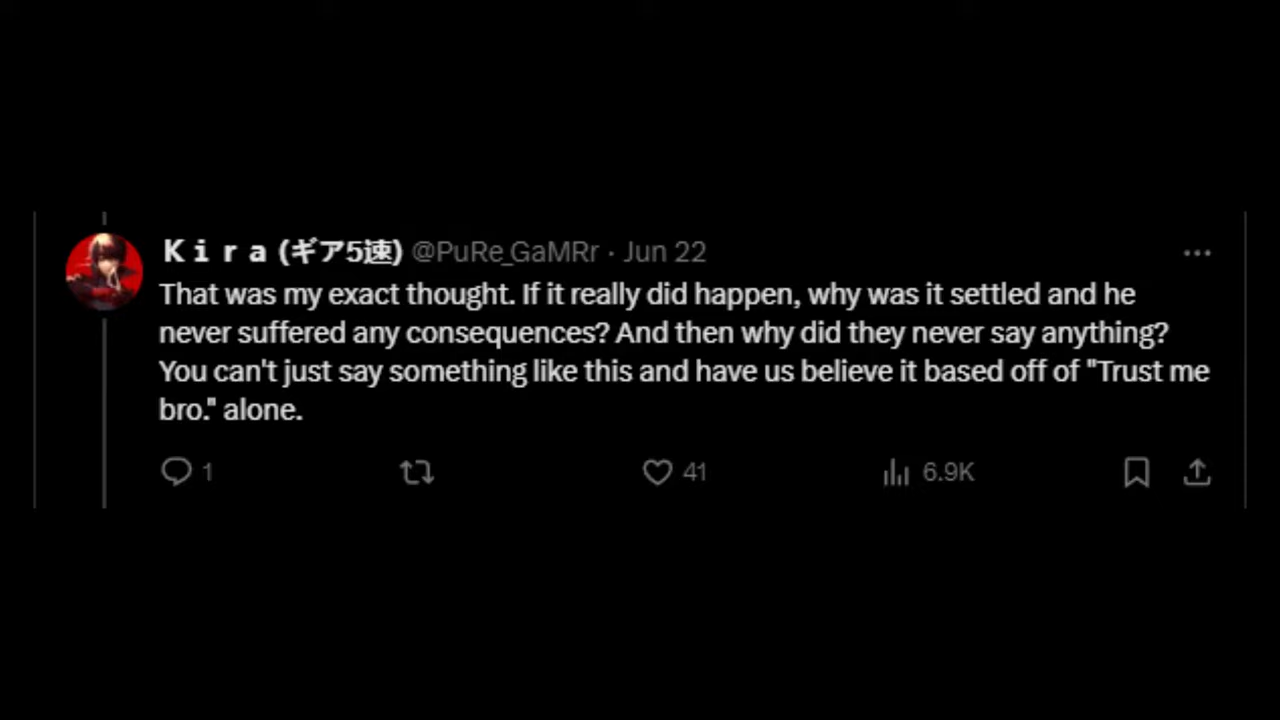 K i r a (ギア5速) @PuRe_GaMRr · Jun 22
That was my exact thought. If it really did happen, why was it settled and he
never suffered any consequences? And then why did they never say anything?
You can't just say something like this and have us believe it based off of "Trust me
bro." alone.
1 41 6.9K